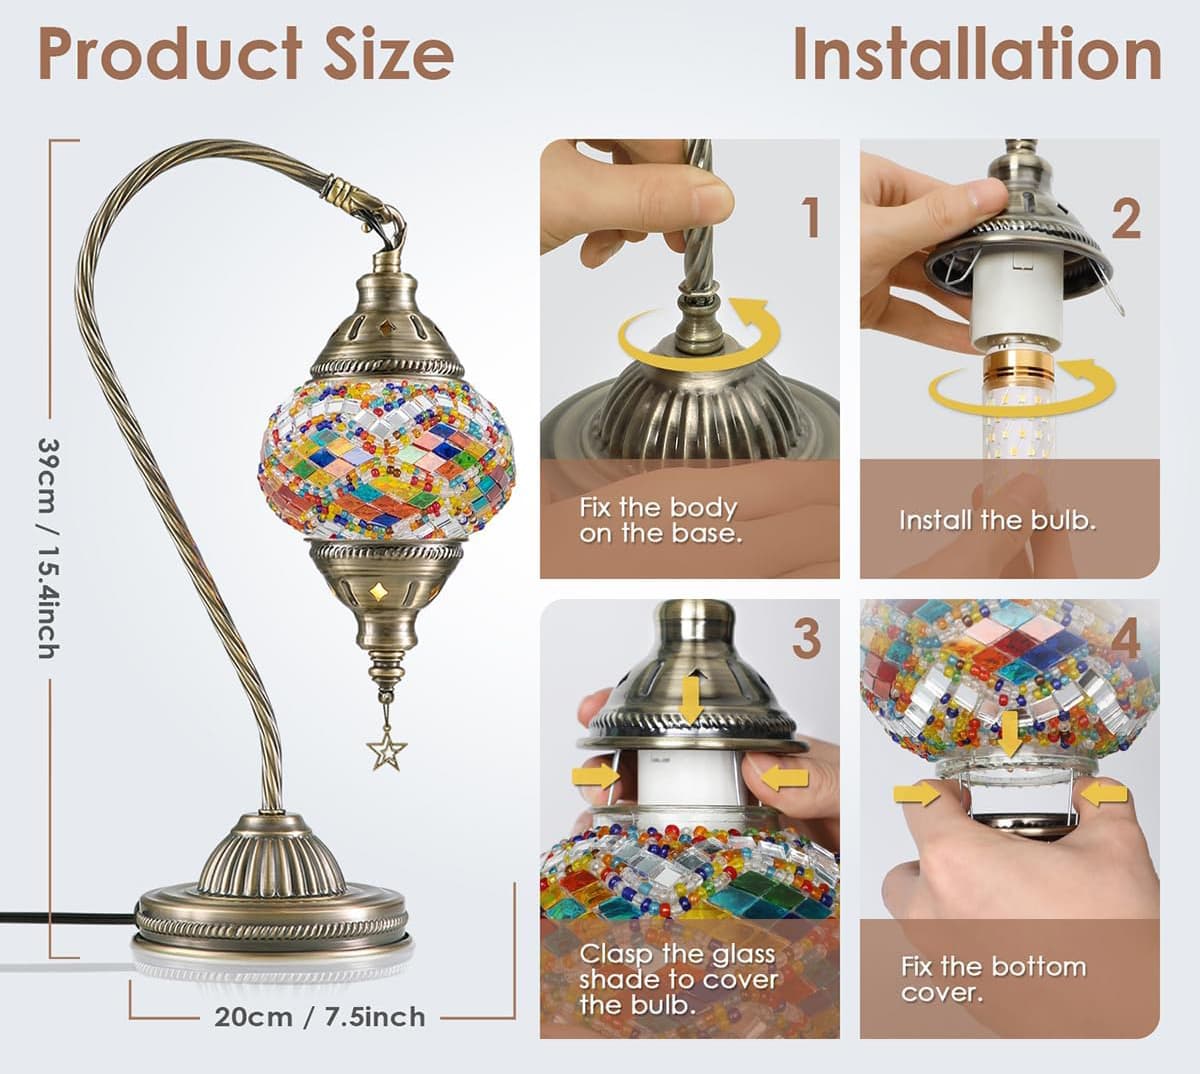 Product Size
Installation
39cm / 15.4inch
20cm / 7.5inch
1
Fix the body
on the base.
2
Install the bulb.
3
Clasp the glass
shade to cover
the bulb.
4
Fix the bottom
cover.